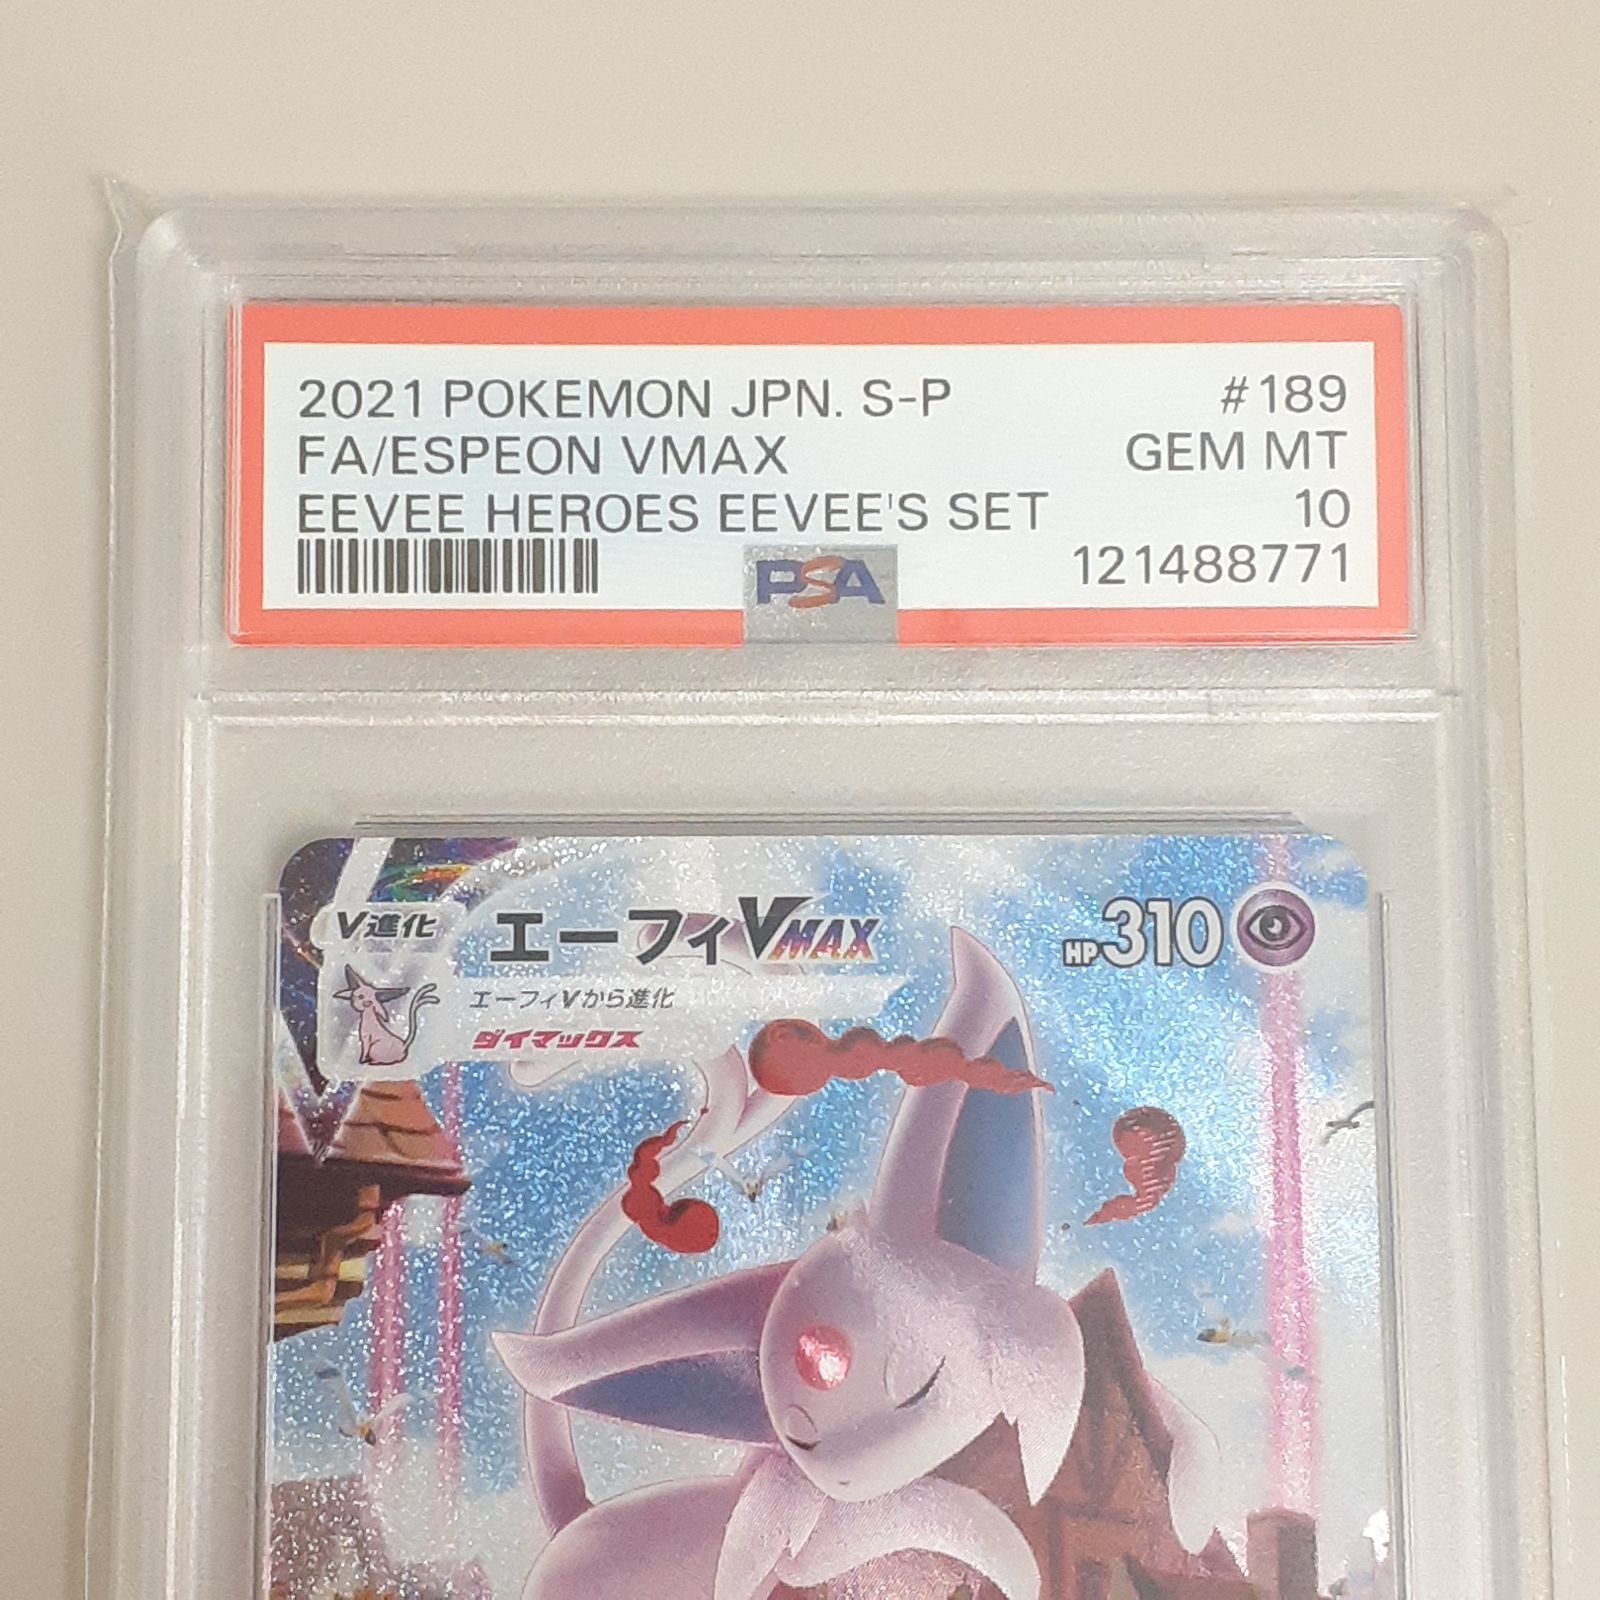 2021 POKEMON JPN. S-P #189
FA/ESPEON VMAX GEM MT
EEVEE HEROES EEVEE'S SET 10
PSA 121488771
V進化 エーフィVMAX HP310
エーフィVから進化
ダイマックス